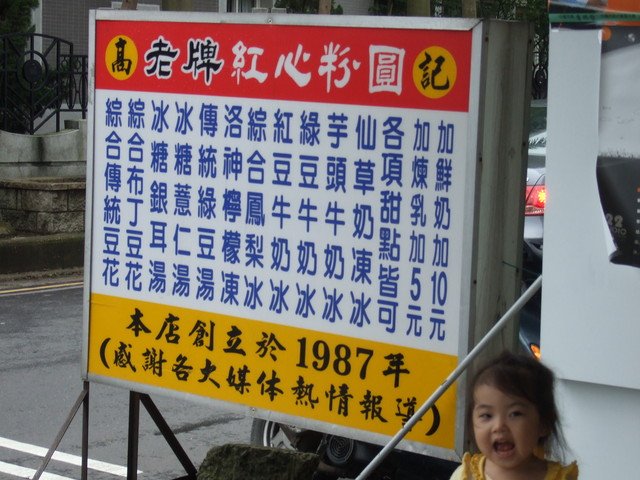 高 老牌紅心粉圓 記
綜合傳統豆花
綜合布丁豆花
冰糖銀耳湯
冰糖薏仁湯
傳統綠豆湯
洛神檸檬凍
綜合鳳梨冰
紅豆牛奶冰
綠豆牛奶冰
芋頭牛奶冰
仙草奶凍冰
各項甜點皆可
加煉乳加5元
加鮮奶加10元
本店創立於1987年
(感謝各大媒体熱情報導)
22